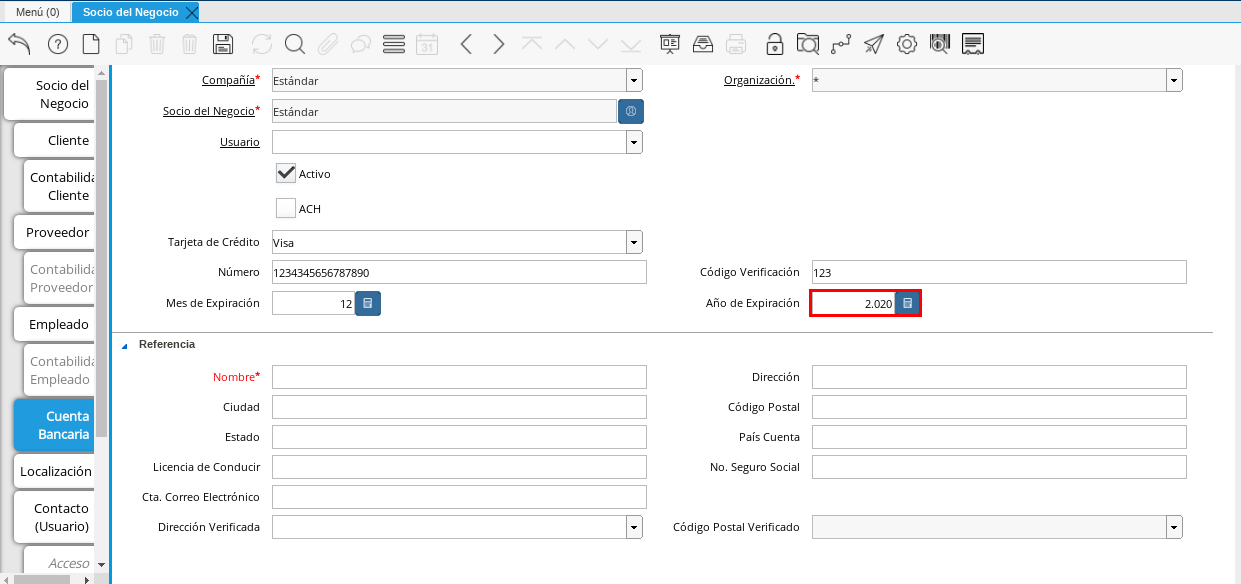 Menú (0)
Socio del Negocio
31
Socio del
Negocio
Cliente
Contabilida
Cliente
Proveedor
Contabilida
Proveedor
Empleado
Contabilida
Empleado
Cuenta
Bancaria
Localización
Contacto
(Usuario)
Acceso
Compañía* Estándar Organización.* *
Socio del Negocio* Estándar
Usuario
Activo
ACH
Tarjeta de Crédito Visa
Número 1234345656787890 Código Verificación 123
Mes de Expiración 12 Año de Expiración 2.020
Referencia
Nombre* Dirección
Ciudad Código Postal
Estado País Cuenta
Licencia de Conducir No. Seguro Social
Cta. Correo Electrónico
Dirección Verificada Código Postal Verificado